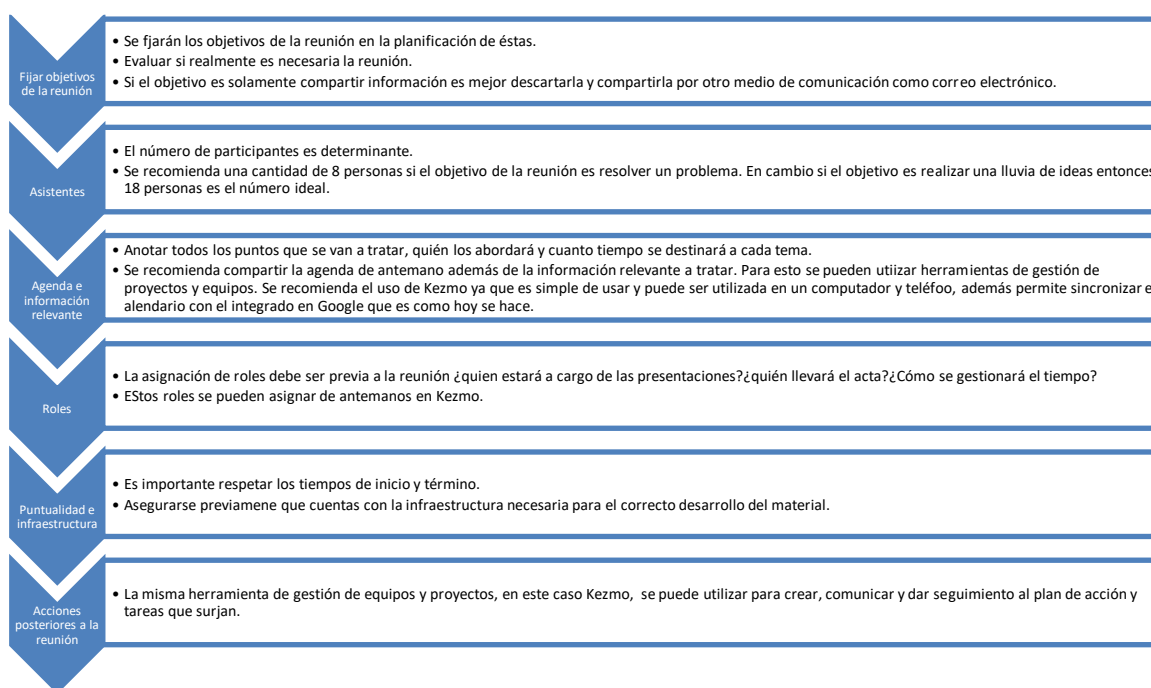 Fijar objetivos
de la reunión
• Se fjarán los objetivos de la reunión en la planificación de éstas.
• Evaluar si realmente es necesaria la reunión.
• Si el objetivo es solamente compartir información es mejor descartarla y compartirla por otro medio de comunicación como correo electrónico.
Asistentes
• El número de participantes es determinante.
• Se recomienda una cantidad de 8 personas si el objetivo de la reunión es resolver un problema. En cambio si el objetivo es realizar una lluvia de ideas entonces
18 personas es el número ideal.
Agenda e
información
relevante
• Anotar todos los puntos que se van a tratar, quién los abordará y cuanto tiempo se destinará a cada tema.
• Se recomienda compartir la agenda de antemano además de la información relevante a tratar. Para esto se pueden utiizar herramientas de gestión de
proyectos y equipos. Se recomienda el uso de Kezmo ya que es simple de usar y puede ser utilizada en un computador y teléfoo, además permite sincronizar e
alendario con el integrado en Google que es como hoy se hace.
Roles
• La asignación de roles debe ser previa a la reunión ¿quien estará a cargo de las presentaciones?¿quién llevará el acta?¿Cómo se gestionará el tiempo?
• EStos roles se pueden asignar de antemanos en Kezmo.
Puntualidad e
infraestructura
• Es importante respetar los tiempos de inicio y término.
• Asegurarse previamene que cuentas con la infraestructura necesaria para el correcto desarrollo del material.
Acciones
posteriores a la
reunión
• La misma herramienta de gestión de equipos y proyectos, en este caso Kezmo, se puede utilizar para crear, comunicar y dar seguimiento al plan de acción y
tareas que surjan.